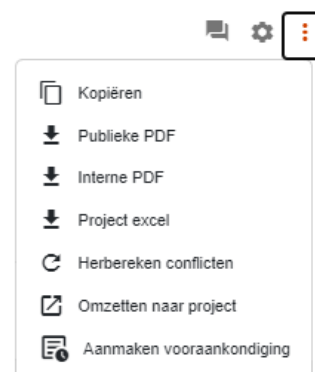 Kopiëren
Publieke PDF
Interne PDF
Project excel
Herbereken conflicten
Omzetten naar project
Aanmaken vooraankondiging